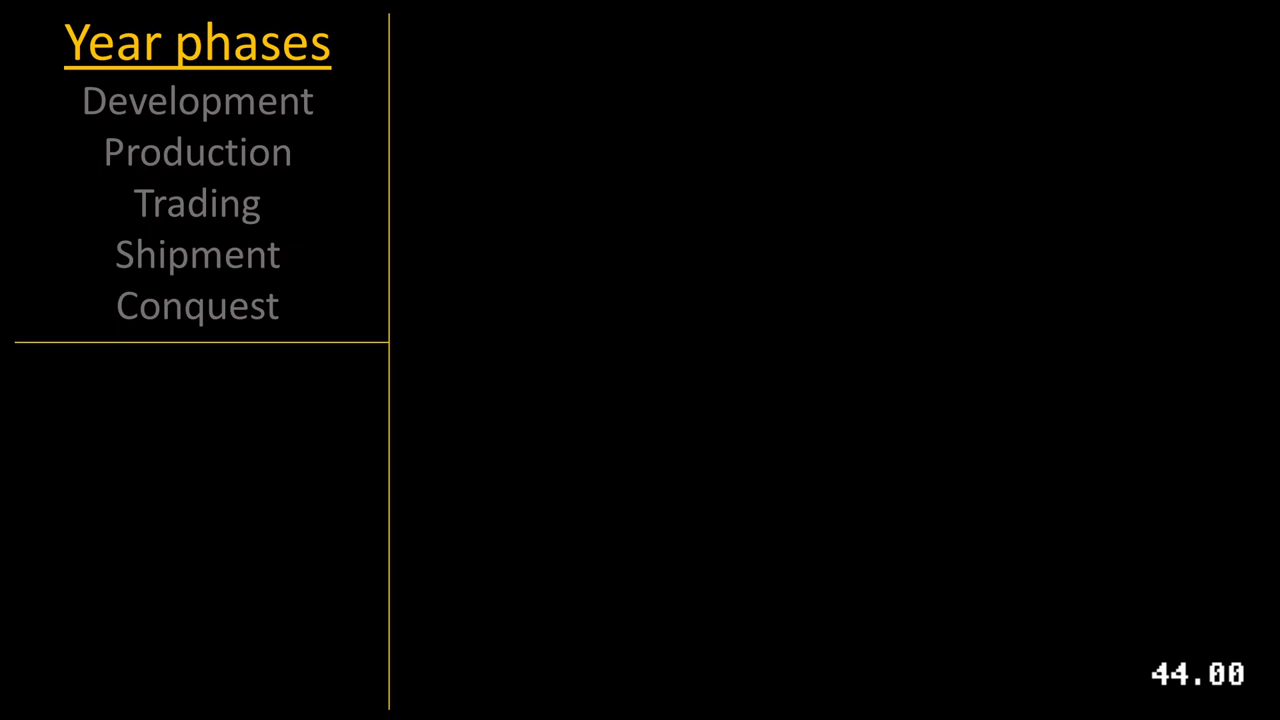 Year phases
Development
Production
Trading
Shipment
Conquest
44.00